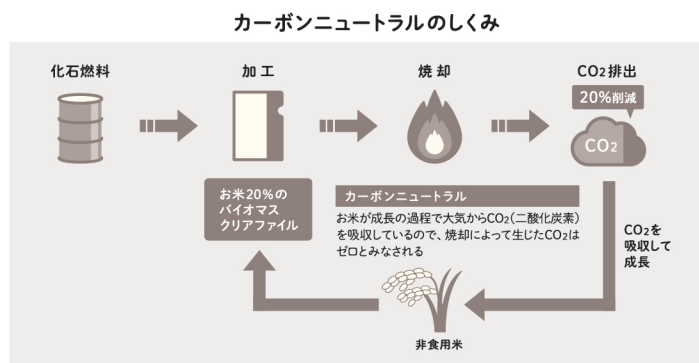 カーボンニュートラルのしくみ
化石燃料
加工
焼却
CO2排出
20%削減
CO2
お米20%の
バイオマス
クリアファイル
カーボンニュートラル
お米が成長の過程で大気からCO2(二酸化炭素)
を吸収しているので、焼却によって生じたCO2は
ゼロとみなされる
CO2を
吸収して
成長
非食用米